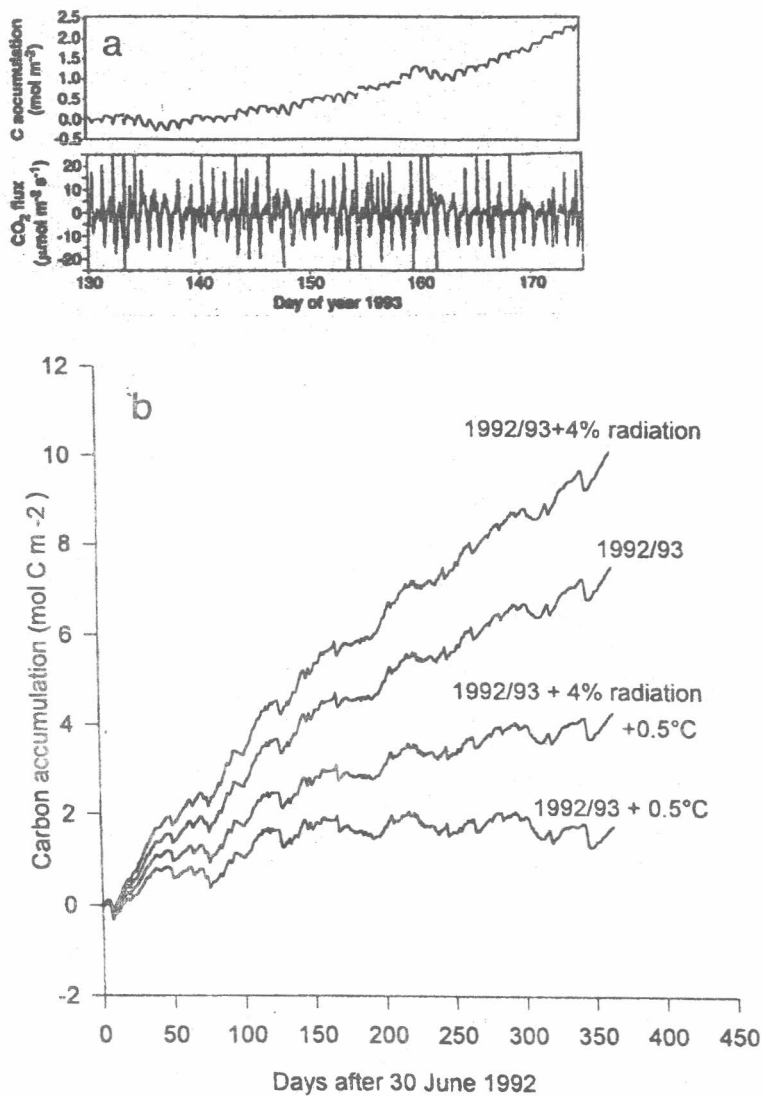 a
C accumulation
(mol m⁻²)
2.5
2.0
1.5
1.0
0.5
0.0
-0.5
CO₂ flux
(μmol m⁻² s⁻¹)
20
10
0
-10
-20
130 140 150 160 170
Day of year 1993
b
Carbon accumulation (mol C m -2)
12
10
8
6
4
2
0
-2
1992/93+4% radiation
1992/93
1992/93 + 4% radiation
+0.5°C
1992/93 + 0.5°C
0 50 100 150 200 250 300 350 400 450
Days after 30 June 1992